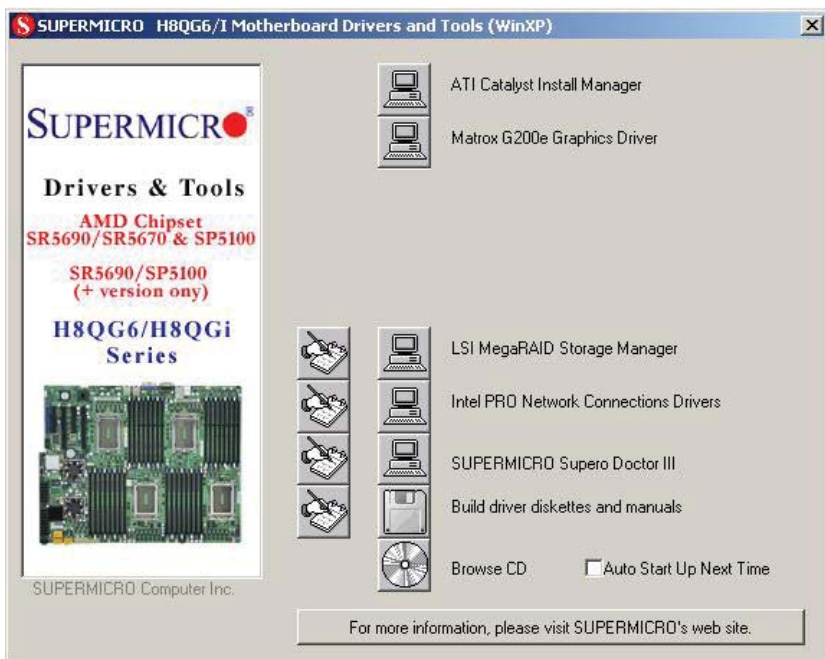 SUPERMICRO H8QG6/I Motherboard Drivers and Tools (WinXP)
SUPERMICRO®
Drivers & Tools
AMD Chipset
SR5690/SR5670 & SP5100
SR5690/SP5100
(+ version ony)
H8QG6/H8QGi
Series
SUPERMICRO Computer Inc.
ATI Catalyst Install Manager
Matrox G200e Graphics Driver
LSI MegaRAID Storage Manager
Intel PRO Network Connections Drivers
SUPERMICRO Supero Doctor III
Build driver diskettes and manuals
Browse CD Auto Start Up Next Time
For more information, please visit SUPERMICRO's web site.